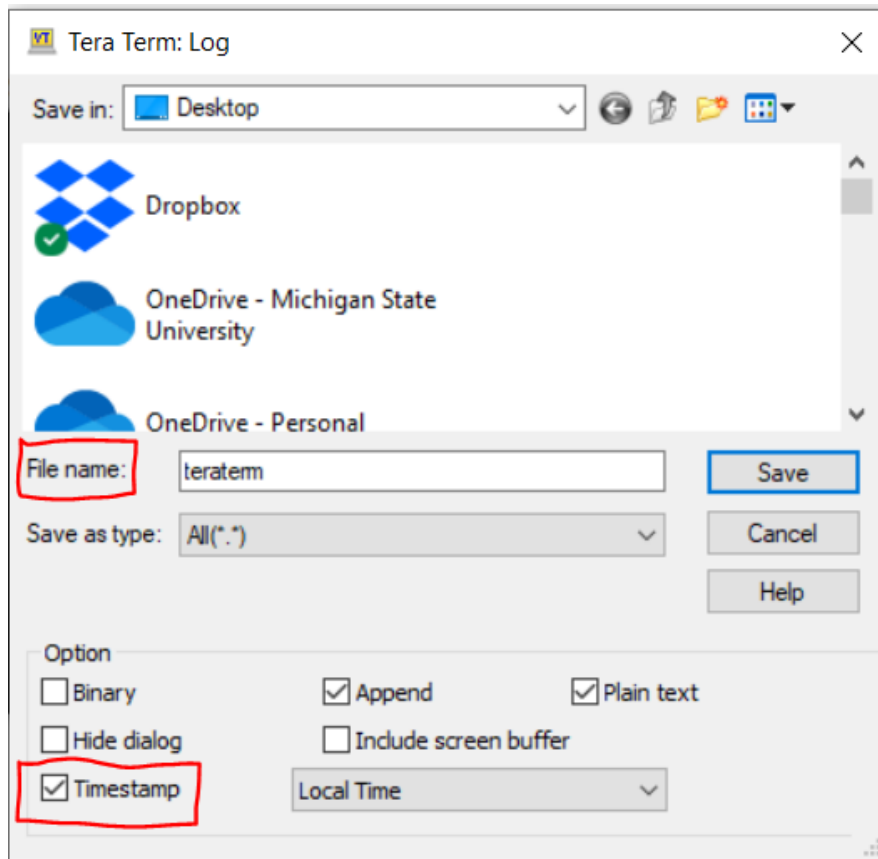 VT Tera Term: Log
Save in: Desktop
Dropbox
OneDrive - Michigan State
University
OneDrive - Personal
File name: teraterm Save
Save as type: All(*.*) Cancel
Help
Option
Binary Append Plain text
Hide dialog Include screen buffer
Timestamp Local Time